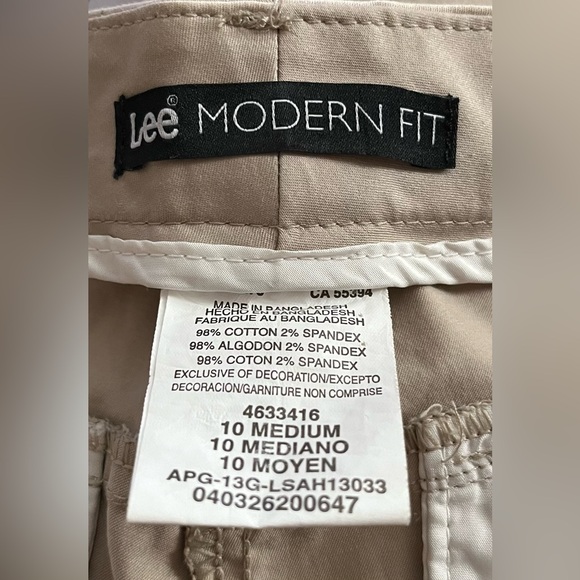 Lee® MODERN FIT
CA 55394
MADE IN BANGLADESH
HECHO EN BANGLADESH
FABRIQUE AU BANGLADESH
98% COTTON 2% SPANDEX
98% ALGODON 2% SPANDEX
98% COTON 2% SPANDEX
EXCLUSIVE OF DECORATION/EXCEPTO
DECORACION/GARNITURE NON COMPRISE
4633416
10 MEDIUM
10 MEDIANO
10 MOYEN
APG-13G-LSAH13033
040326200647